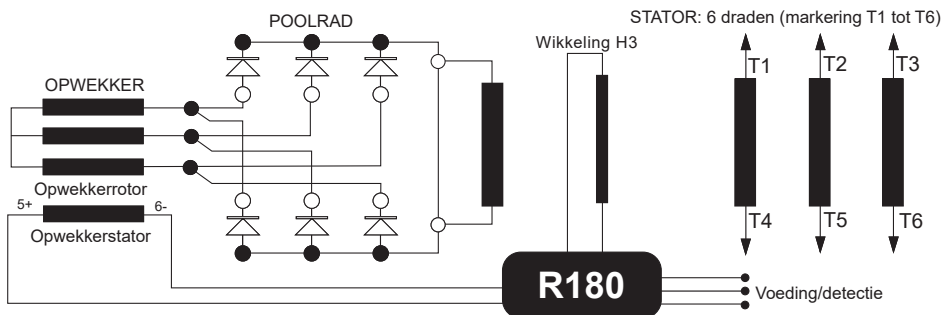 POOLRAD
STATOR: 6 draden (markering T1 tot T6)
Wikkeling H3
T1
T2
T3
OPWEKKER
Opwekkerrotor
5+
6-
Opwekkerstator
T4
T5
T6
R180
Voeding/detectie